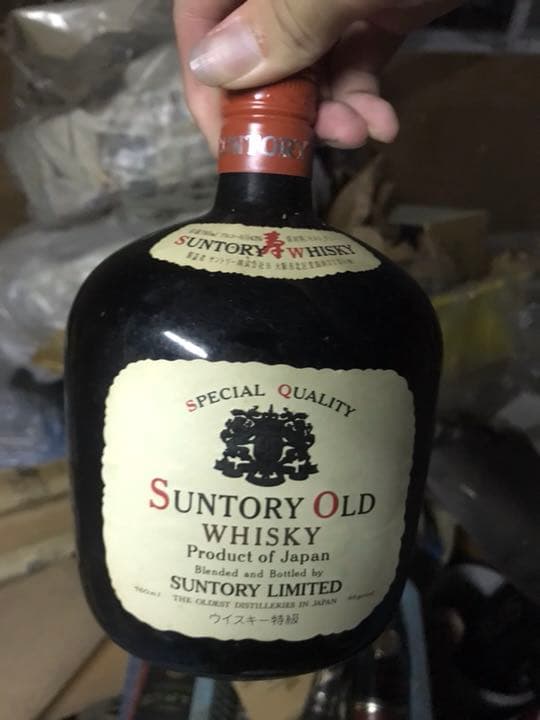 SUNTORY
SUNTORY 寿 WHISKY
SPECIAL QUALITY
SUNTORY OLD
WHISKY
Product of Japan
Blended and Bottled by
SUNTORY LIMITED
760ml
THE OLDEST DISTILLERIES IN JAPAN
ウイスキー特級